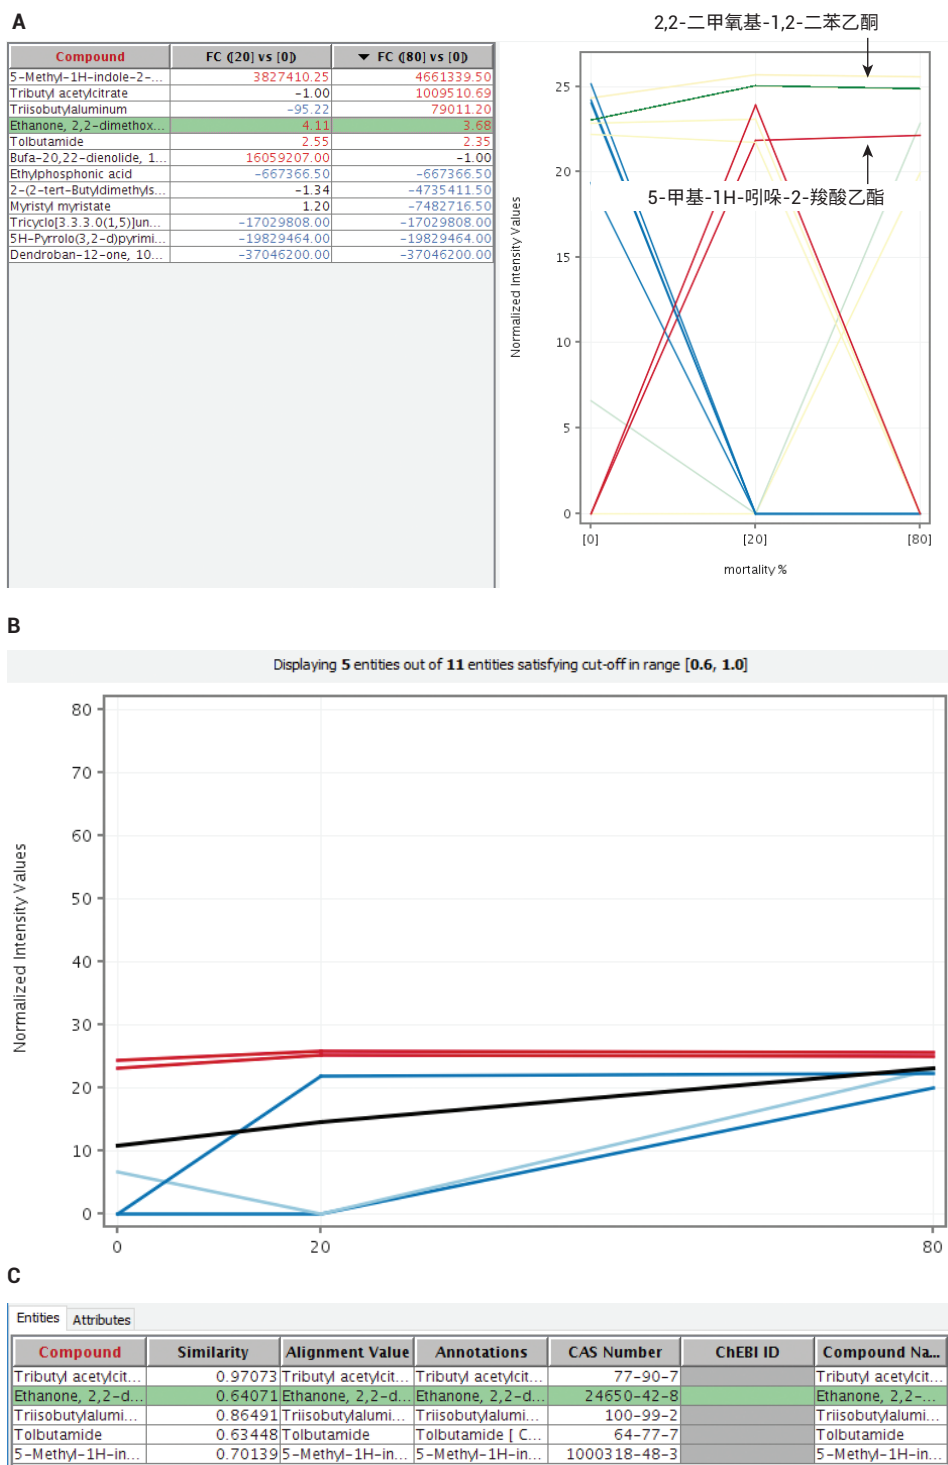 A
2,2-二甲氧基-1,2-二苯乙酮
Compound FC ([20] vs [0]) FC ([80] vs [0])
5-Methyl-1H-indole-2-... 3827410.25 4661339.50
Tributyl acetylcitrate -1.00 1009510.69
Triisobutylaluminum -95.22 79011.20
Ethanone, 2,2-dimethox... 4.11 3.68
Tolbutamide 2.55 2.35
Bufa-20,22-dienolide, 1... 16059207.00 -1.00
Ethylphosphonic acid -667366.50 -667366.50
2-(2-tert-Butyldimethyls... -1.34 -4735411.50
Myristyl myristate 1.20 -7482716.50
Tricyclo[3.3.3.0(1,5)]un... -17029808.00 -17029808.00
5H-Pyrrolo(3,2-d)pyrimi... -19829464.00 -19829464.00
Dendroban-12-one, 10... -37046200.00 -37046200.00
Normalized Intensity Values
25
20
15
10
5
0
5-甲基-1H-吲哚-2-羧酸乙酯
[0] [20] [80]
mortality %
B
Displaying 5 entities out of 11 entities satisfying cut-off in range [0.6, 1.0]
Normalized Intensity Values
80
70
60
50
40
30
20
10
0
0 20 80
C
Entities Attributes
Compound Similarity Alignment Value Annotations CAS Number ChEBI ID Compound Na...
Tributyl acetylcit... 0.97073 Tributyl acetylcit... Tributyl acetylcit... 77-90-7 Tributyl acetylcit...
Ethanone, 2,2-d... 0.64071 Ethanone, 2,2-d... Ethanone, 2,2-d... 24650-42-8 Ethanone, 2,2-...
Triisobutylalumi... 0.86491 Triisobutylalumi... Triisobutylalumi... 100-99-2 Triisobutylalumi...
Tolbutamide 0.63448 Tolbutamide Tolbutamide [ C... 64-77-7 Tolbutamide
5-Methyl-1H-in... 0.70139 5-Methyl-1H-in... 5-Methyl-1H-in... 1000318-48-3 5-Methyl-1H-in...